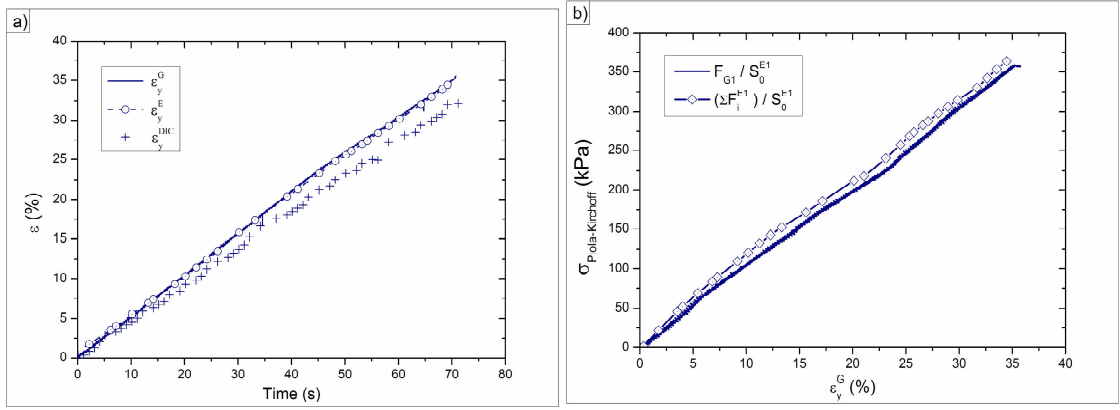 a)
40
35
30
25
20
15
10
5
0
ε (%)
ε_y^G
ε_y^E
ε_y^DIC
0 10 20 30 40 50 60 70 80
Time (s)
b)
400
350
300
250
200
150
100
50
0
σ_Piola-Kirchoff (kPa)
F_G1 / S_0^E1
(ΣF_i^E1) / S_0^E1
0 5 10 15 20 25 30 35 40
ε_y^G (%)